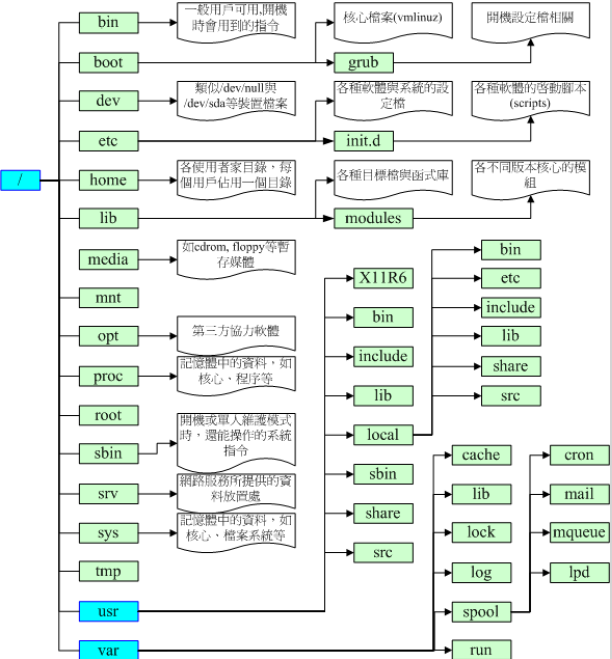 一般用戶可用,開機
時會用到的指令
核心檔案(vmlinuz)
開機設定檔相關
bin
boot
grub
類似/dev/null與
/dev/sda等裝置檔案
各種軟體與系統的設
定檔
各種軟體的啓動腳本
(scripts)
dev
etc
init.d
/
home
各使用者家目錄，每
個用戶佔用一個目錄
各種目標檔與函式庫
各不同版本核心的模
組
lib
modules
media
如cdrom, floppy等暫
存媒體
mnt
opt
第三方協力軟體
proc
記憶體中的資料，如
核心、程序等
root
sbin
開機或單人維護模式
時，還能操作的系統
指令
srv
網路服務所提供的資
料放置處
sys
記憶體中的資料，如
核心、檔案系統等
tmp
usr
var
X11R6
bin
include
lib
local
sbin
share
src
bin
etc
include
lib
share
src
cache
lib
lock
log
spool
run
cron
mail
mqueue
lpd